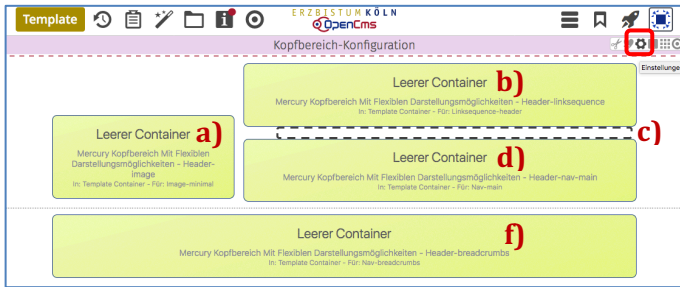 Template
ERZBISTUM KÖLN
OpenCms
Kopfbereich-Konfiguration
Einstellunge
Leerer Container b)
Mercury Kopfbereich Mit Flexiblen Darstellungsmöglichkeiten - Header-linksequence
In: Template Container - Für: Linksequence-header
Leerer Container a)
Mercury Kopfbereich Mit Flexiblen
Darstellungsmöglichkeiten - Header-
image
In: Template Container - Für: Image-minimal
c)
Leerer Container d)
Mercury Kopfbereich Mit Flexiblen Darstellungsmöglichkeiten - Header-nav-main
In: Template Container - Für: Nav-main
Leerer Container f)
Mercury Kopfbereich Mit Flexiblen Darstellungsmöglichkeiten - Header-breadcrumbs
In: Template Container - Für: Nav-breadcrumbs